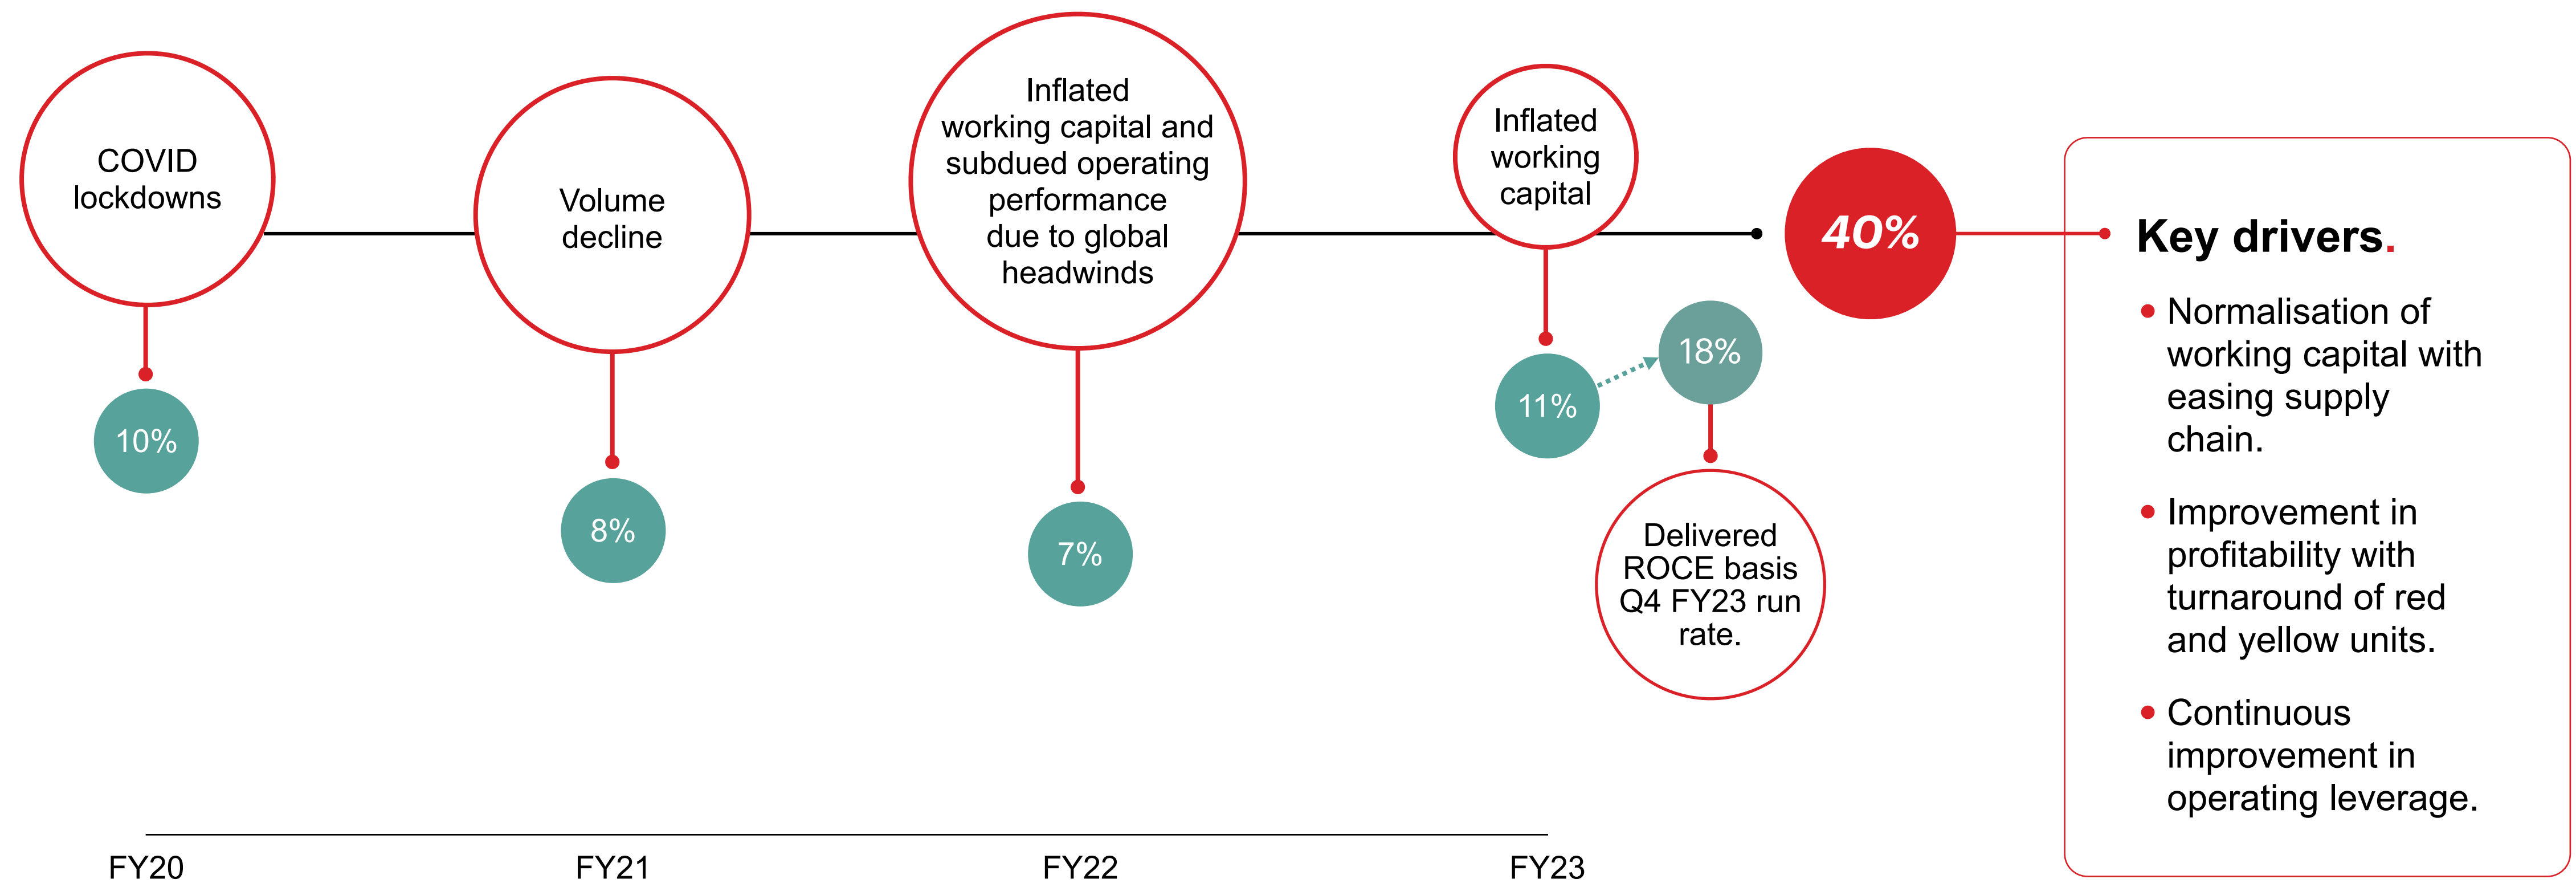 COVID
lockdowns
10%
Volume
decline
8%
Inflated
working capital and
subdued operating
performance
due to global
headwinds
7%
Inflated
working
capital
11%
18%
Delivered
ROCE basis
Q4 FY23 run
rate.
40%
Key drivers.
• Normalisation of
working capital with
easing supply
chain.
• Improvement in
profitability with
turnaround of red
and yellow units.
• Continuous
improvement in
operating leverage.
FY20
FY21
FY22
FY23